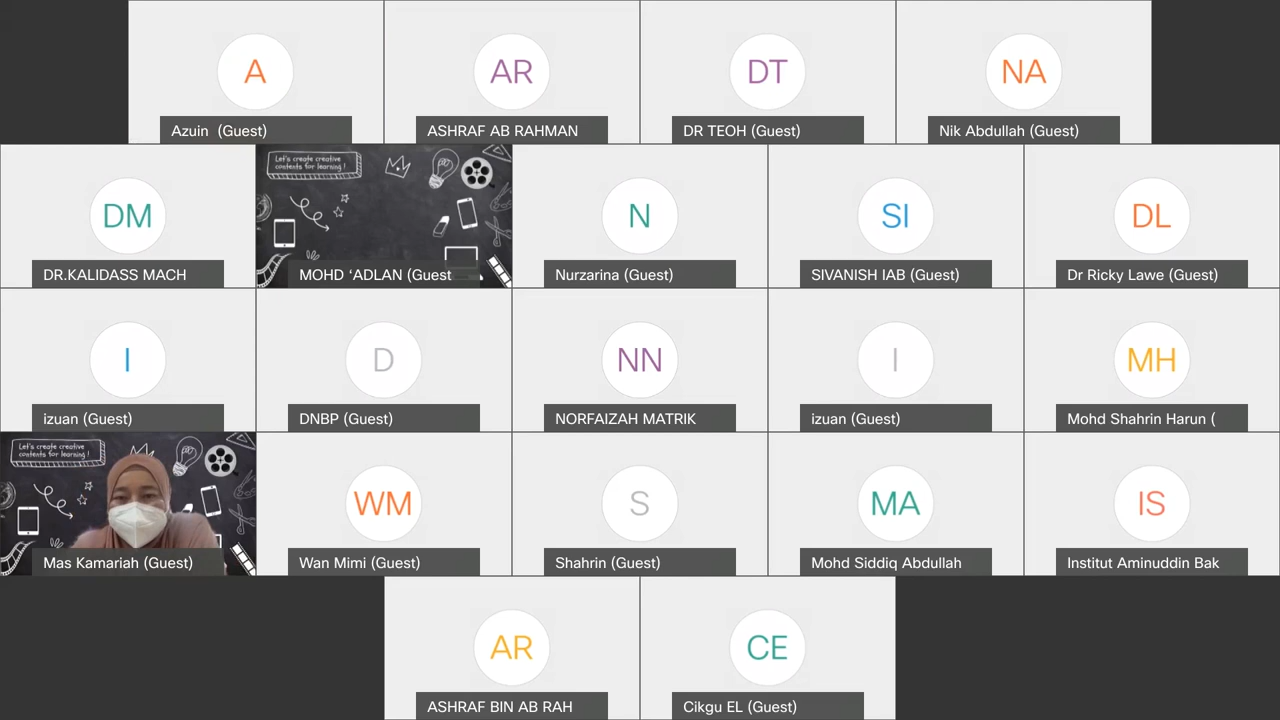 A
Azuin (Guest)
AR
ASHRAF AB RAHMAN
DT
DR TEOH (Guest)
NA
Nik Abdullah (Guest)
DM
DR.KALIDASS MACH
Let's create creative
contents for learning !
MOHD ‘ADLAN (Guest
N
Nurzarina (Guest)
SI
SIVANISH IAB (Guest)
DL
Dr Ricky Lawe (Guest)
I
izuan (Guest)
D
DNBP (Guest)
NN
NORFAIZAH MATRIK
I
izuan (Guest)
MH
Mohd Shahrin Harun (
Let's create creative
contents for learning !
Mas Kamariah (Guest)
WM
Wan Mimi (Guest)
S
Shahrin (Guest)
MA
Mohd Siddiq Abdullah
IS
Institut Aminuddin Bak
AR
ASHRAF BIN AB RAH
CE
Cikgu EL (Guest)